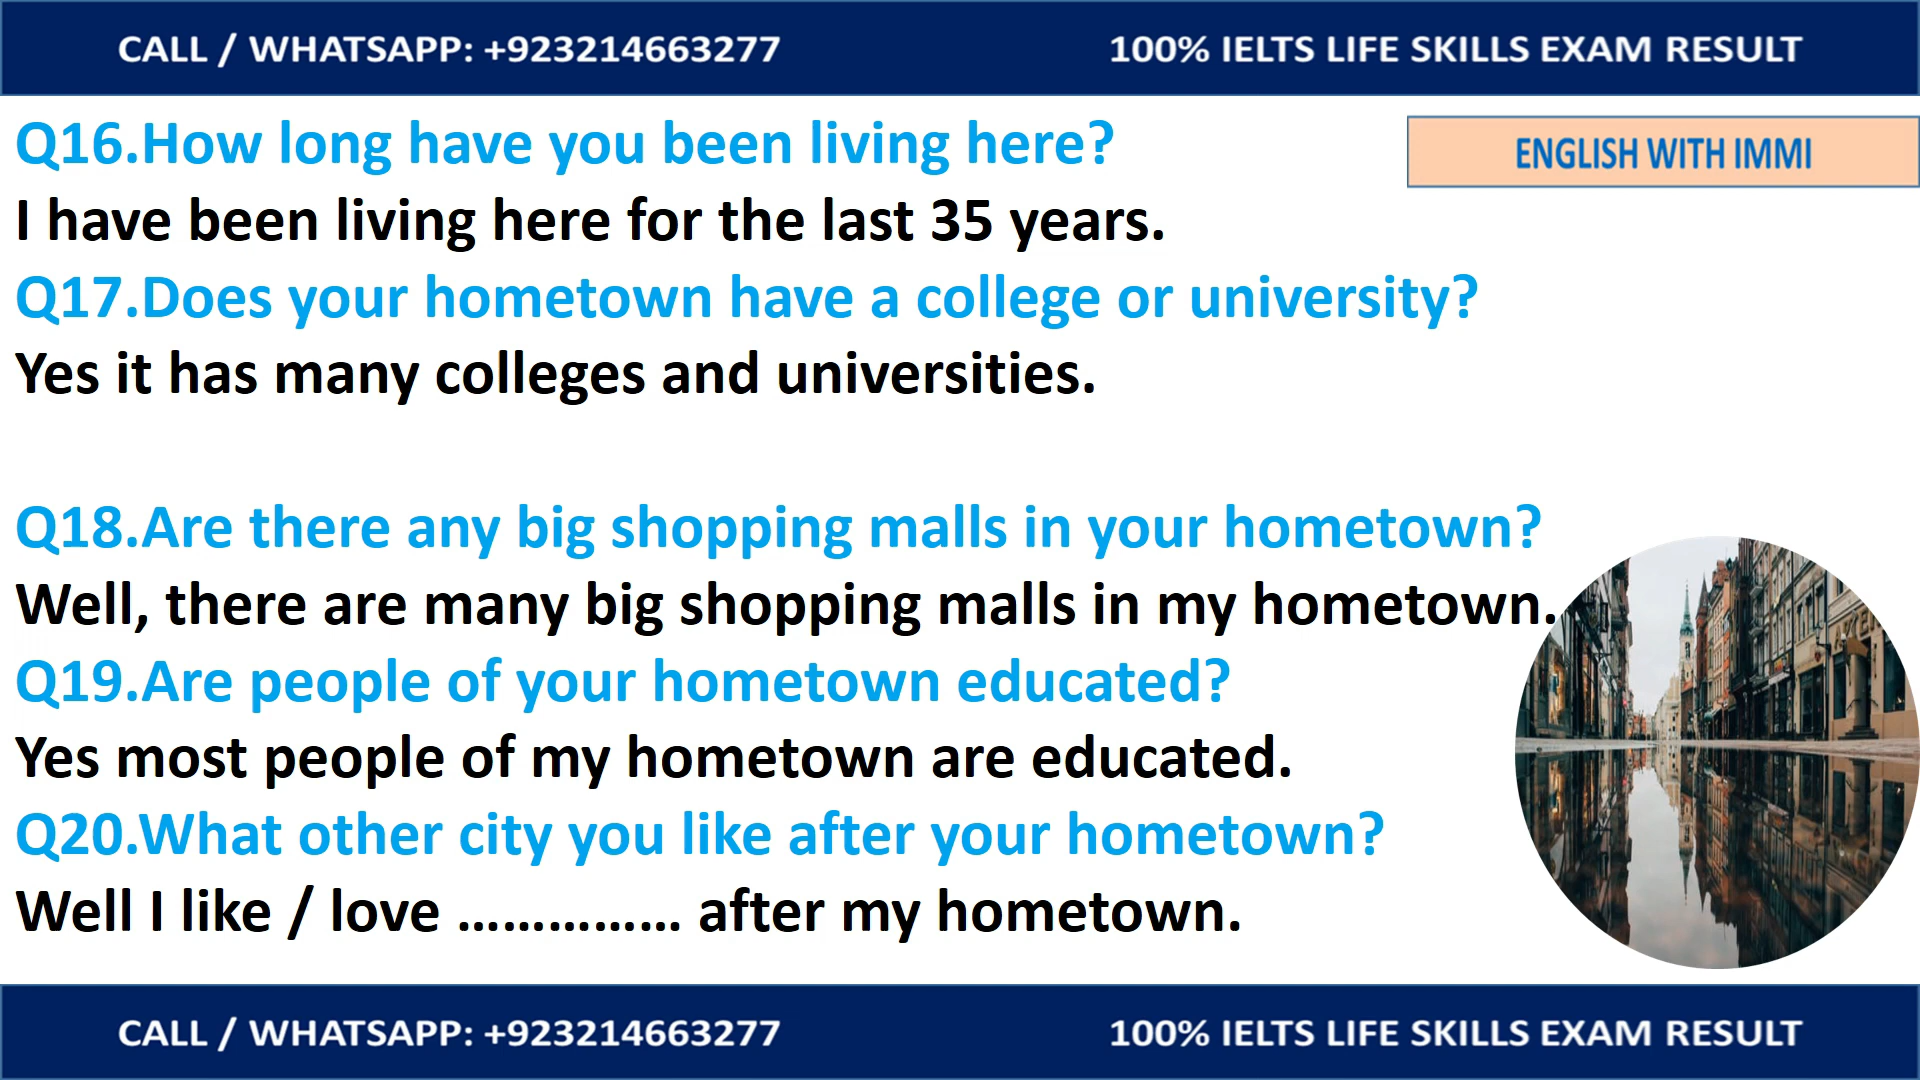 CALL / WHATSAPP: +923214663277
100% IELTS LIFE SKILLS EXAM RESULT
ENGLISH WITH IMMI
Q16.How long have you been living here?
I have been living here for the last 35 years.
Q17.Does your hometown have a college or university?
Yes it has many colleges and universities.
Q18.Are there any big shopping malls in your hometown?
Well, there are many big shopping malls in my hometown.
Q19.Are people of your hometown educated?
Yes most people of my hometown are educated.
Q20.What other city you like after your hometown?
Well I like / love …………… after my hometown.
CALL / WHATSAPP: +923214663277
100% IELTS LIFE SKILLS EXAM RESULT